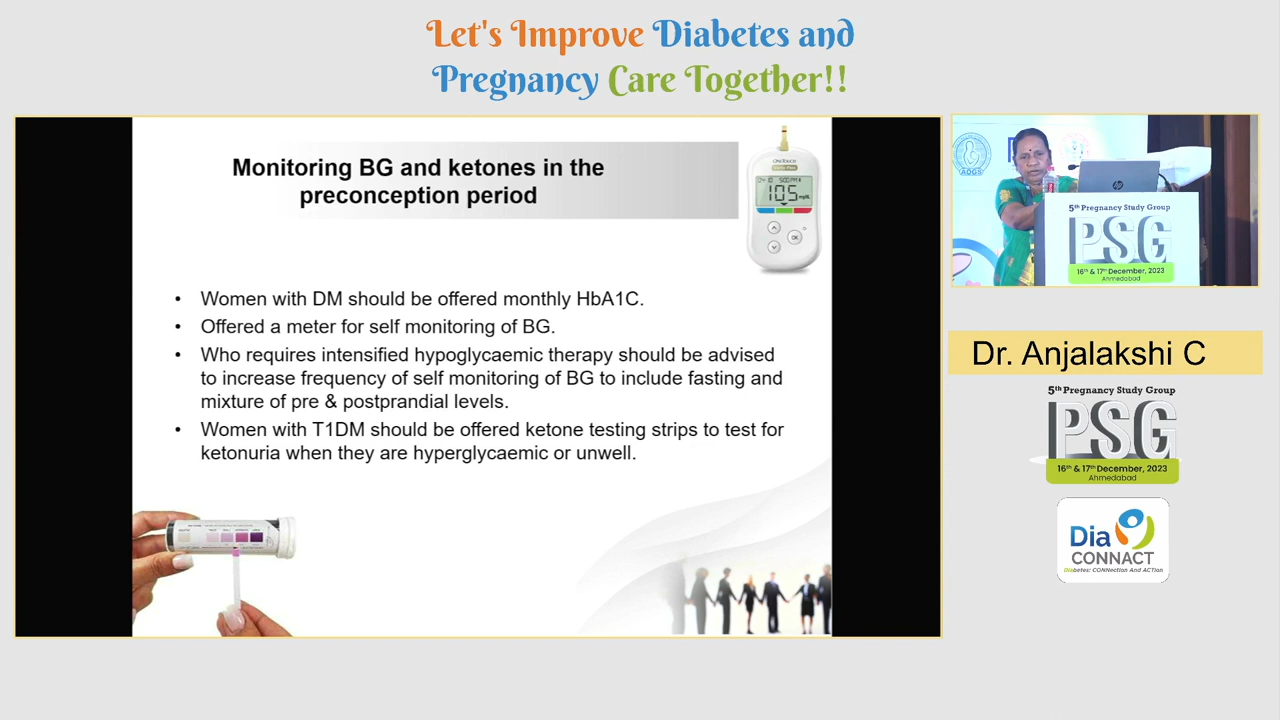 Let's Improve Diabetes and
Pregnancy Care Together!!
Monitoring BG and ketones in the
preconception period
105
mg/dL
• Women with DM should be offered monthly HbA1C.
• Offered a meter for self monitoring of BG.
• Who requires intensified hypoglycaemic therapy should be advised
to increase frequency of self monitoring of BG to include fasting and
mixture of pre & postprandial levels.
• Women with T1DM should be offered ketone testing strips to test for
ketonuria when they are hyperglycaemic or unwell.
AOGS
hp
5th Pregnancy Study Group
PSG
16th & 17th December, 2023
Ahmedabad
Dr. Anjalakshi C
5th Pregnancy Study Group
PSG
16th & 17th December, 2023
Ahmedabad
Dia
CONNACT
Diabetes: CONNection And ACTion